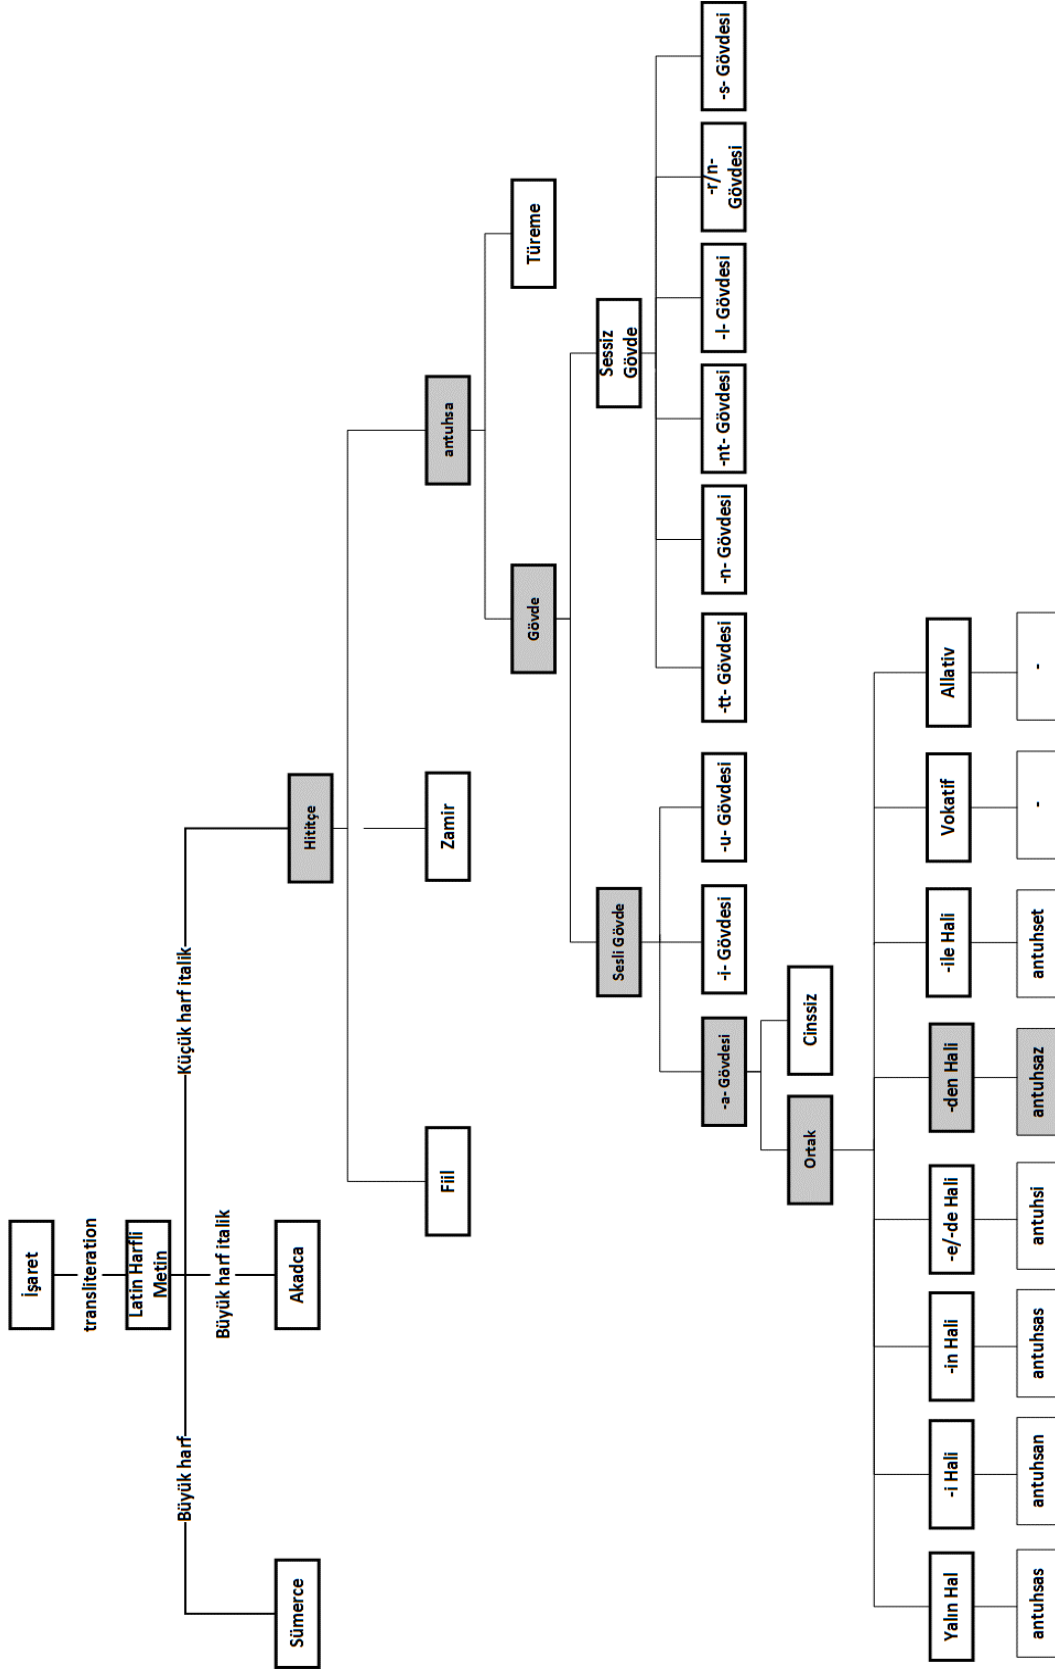 İşaret
transliteration
Latin Harfli
Metin
Büyük harf
Büyük harf italik
Küçük harf italik
Sümerce
Akadca
Hititçe
Fiil
Zamir
antuhsa
Gövde
Türeme
Sesli Gövde
Sessiz
Gövde
-a- Gövdesi
-i- Gövdesi
-u- Gövdesi
-tt- Gövdesi
-n- Gövdesi
-nt- Gövdesi
-l- Gövdesi
-r/n-
Gövdesi
-s- Gövdesi
Ortak
Cinssiz
Yalın Hal
-i Hali
-in Hali
-e/-de Hali
-den Hali
-ile Hali
Vokatif
Allativ
antuhsas
antuhsan
antuhsas
antuhsi
antuhsaz
antuhset
-
-